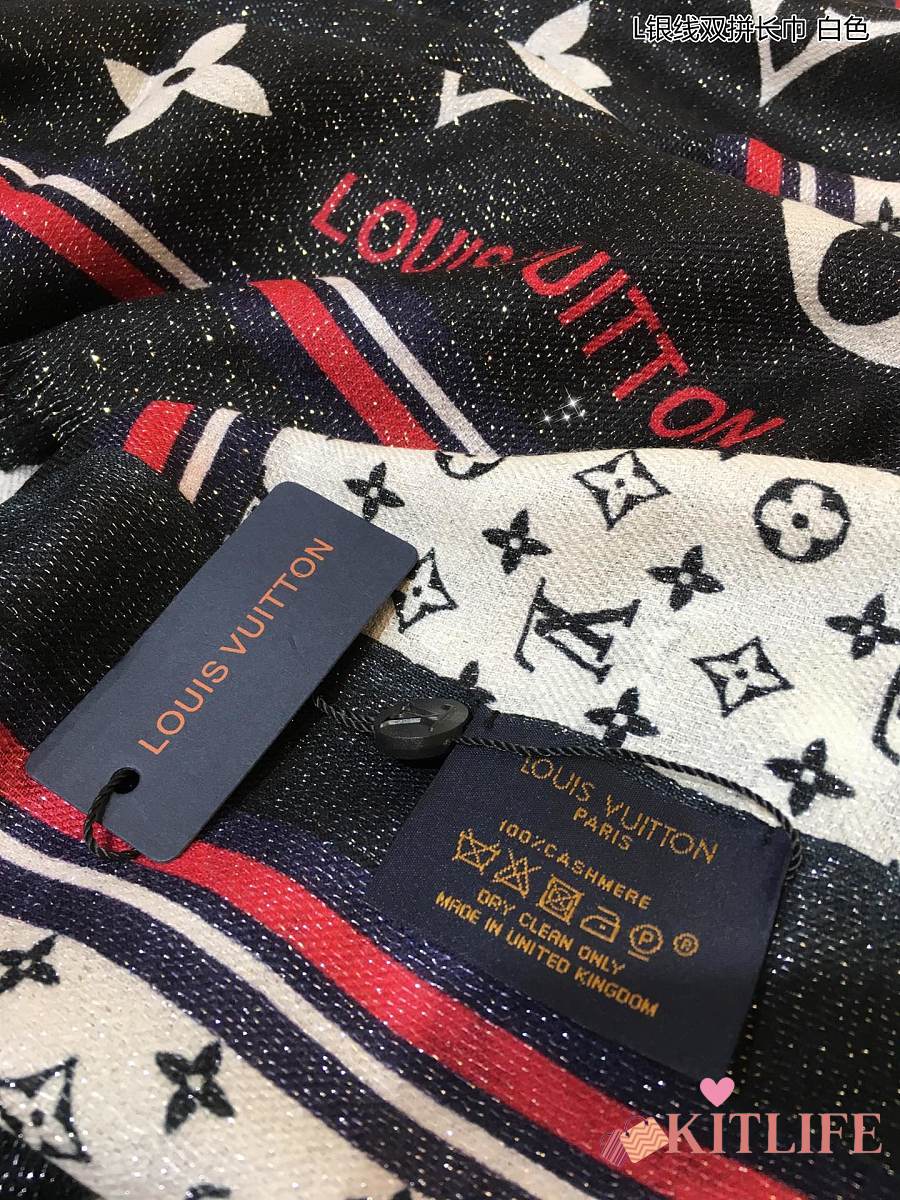 L银线双拼长巾 白色
LOUIS VUITTON
LOUIS VUITTON
LOUIS VUITTON
PARIS
100%CASHMERE
P
R
DRY CLEAN ONLY
MADE IN UNITED KINGDOM
KITLIFE